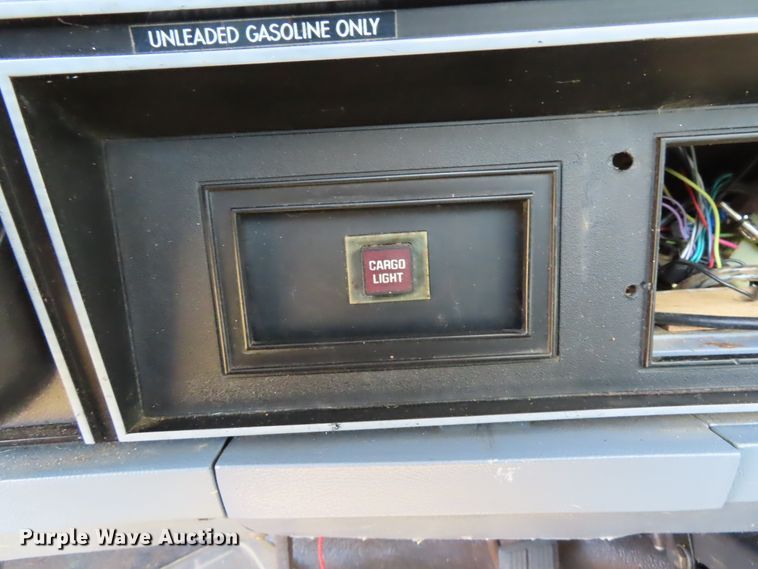 UNLEADED GASOLINE ONLY
CARGO
LIGHT
Purple Wave Auction